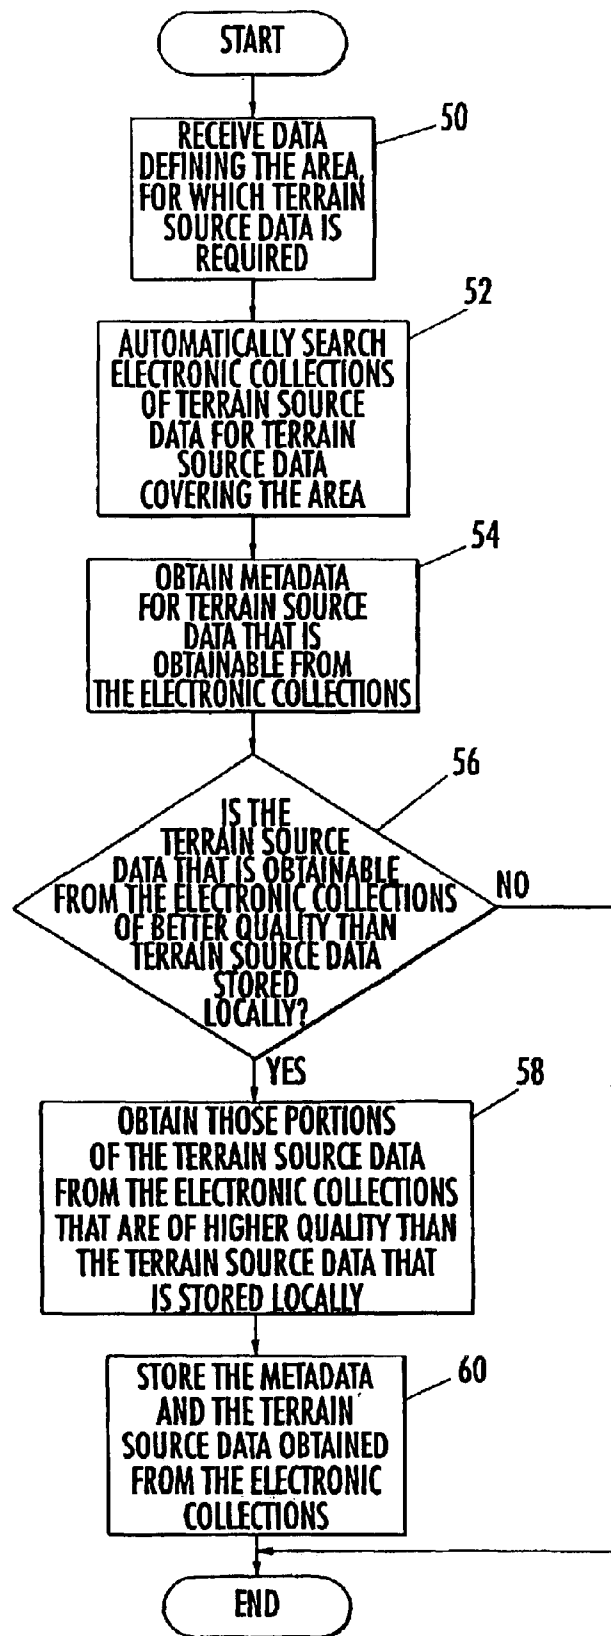 START
50
RECEIVE DATA
DEFINING THE AREA,
FOR WHICH TERRAIN
SOURCE DATA IS
REQUIRED
52
AUTOMATICALLY SEARCH
ELECTRONIC COLLECTIONS
OF TERRAIN SOURCE
DATA FOR TERRAIN
SOURCE DATA
COVERING THE AREA
54
OBTAIN METADATA
FOR TERRAIN SOURCE
DATA THAT IS
OBTAINABLE FROM
THE ELECTRONIC COLLECTIONS
56
IS THE
TERRAIN SOURCE
DATA THAT IS OBTAINABLE
FROM THE ELECTRONIC COLLECTIONS
OF BETTER QUALITY THAN
TERRAIN SOURCE DATA
STORED
LOCALLY?
NO
YES
58
OBTAIN THOSE PORTIONS
OF THE TERRAIN SOURCE DATA
FROM THE ELECTRONIC COLLECTIONS
THAT ARE OF HIGHER QUALITY THAN
THE TERRAIN SOURCE DATA THAT
IS STORED LOCALLY
60
STORE THE METADATA
AND THE TERRAIN
SOURCE DATA OBTAINED
FROM THE ELECTRONIC
COLLECTIONS
END